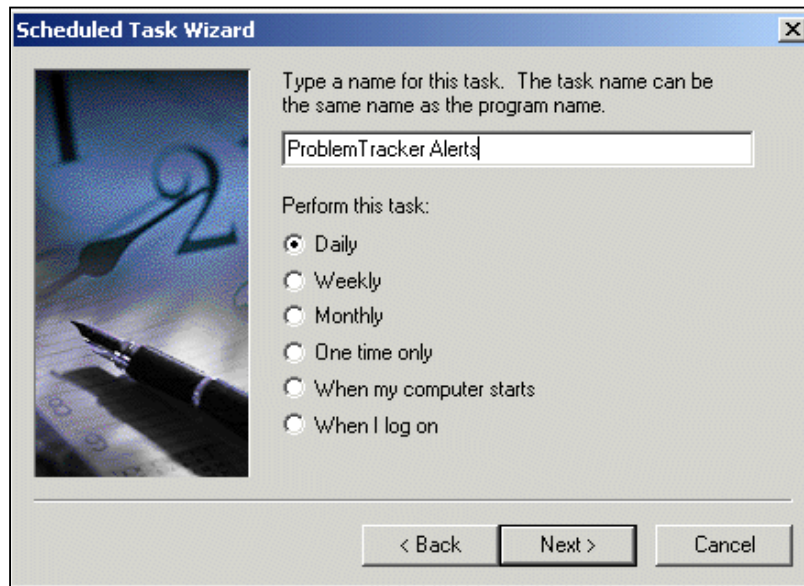 Scheduled Task Wizard
Type a name for this task. The task name can be
the same name as the program name.
ProblemTracker Alerts
Perform this task:
Daily
Weekly
Monthly
One time only
When my computer starts
When I log on
< Back
Next >
Cancel
2